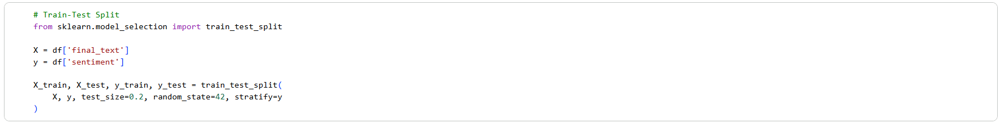 # Train-Test Split
from sklearn.model_selection import train_test_split
X = df['final_text']
y = df['sentiment']
X_train, X_test, y_train, y_test = train_test_split(
X, y, test_size=0.2, random_state=42, stratify=y
)